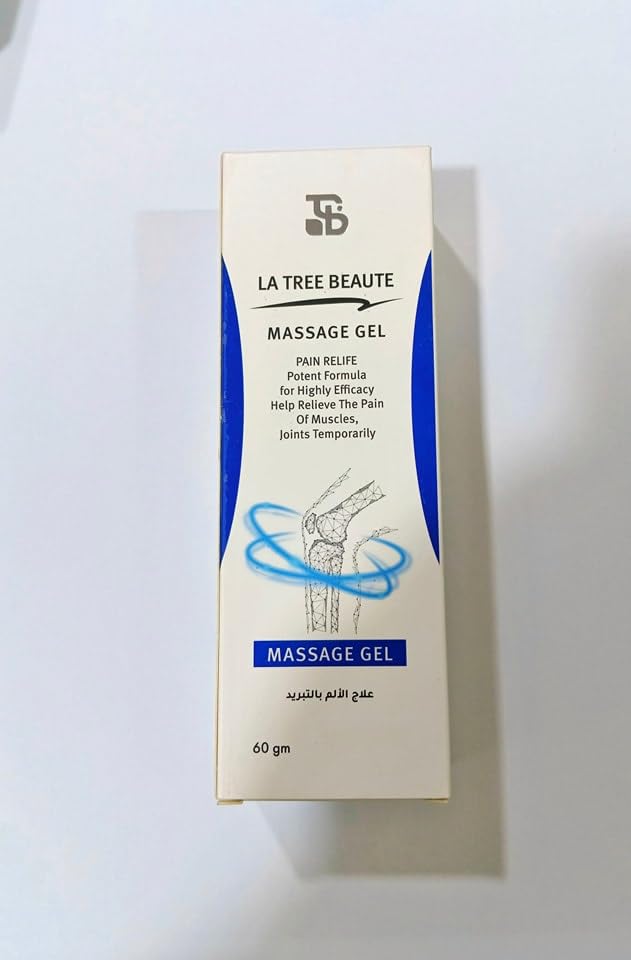 LA TREE BEAUTE
MASSAGE GEL
PAIN RELIFE
Potent Formula
for Highly Efficacy
Help Relieve The Pain
Of Muscles,
Joints Temporarily
MASSAGE GEL
علاج الألم بالتبريد
60 gm